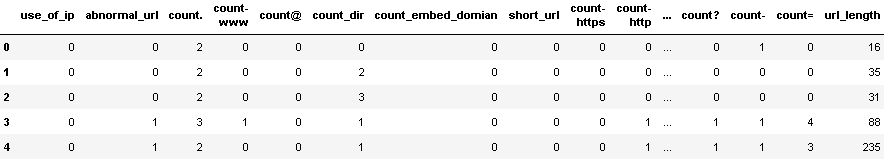 use_of_ip abnormal_url count. count-www count@ count_dir count_embed_domian short_url count-https count-http ... count? count- count= url_length
0 0 0 2 0 0 0 0 0 0 0 ... 0 1 0 16
1 0 0 2 0 0 2 0 0 0 0 ... 0 0 0 35
2 0 0 2 0 0 3 0 0 0 0 ... 0 0 0 31
3 0 1 3 1 0 1 0 0 0 1 ... 1 1 4 88
4 0 1 2 0 0 1 0 0 0 1 ... 1 1 3 235